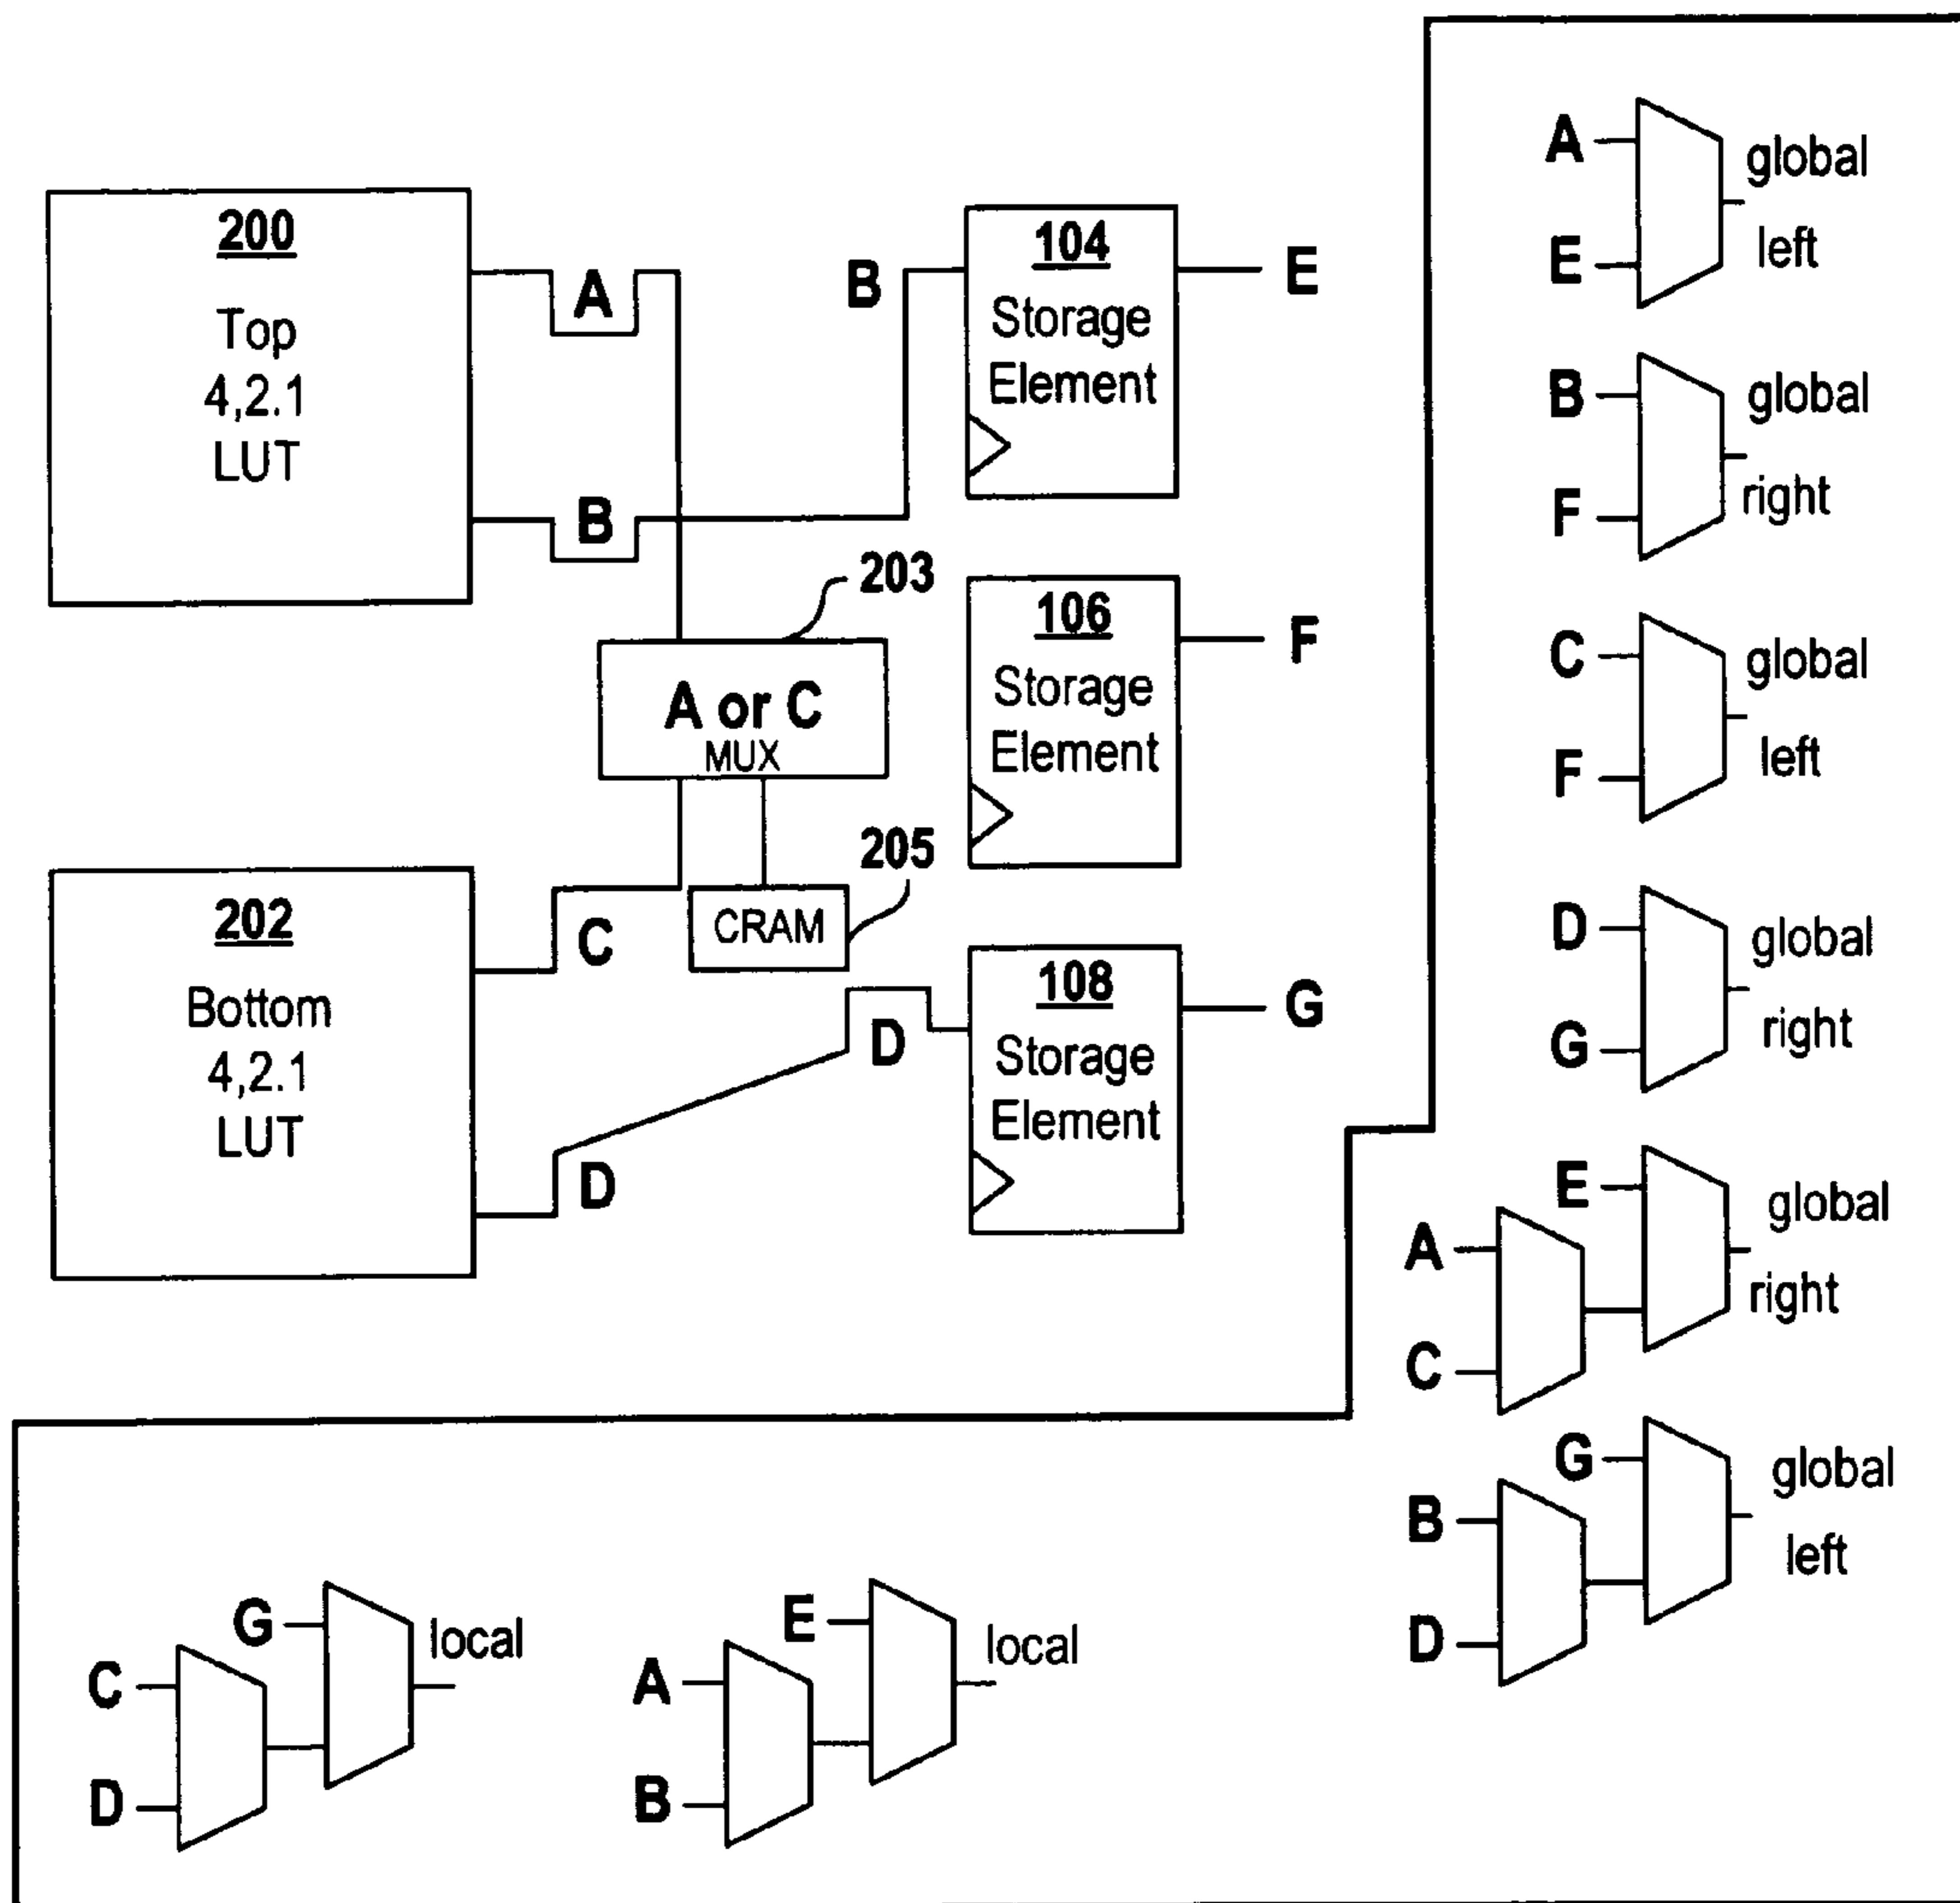 200
Top
4,2.1
LUT
A
B
B
104
Storage
Element
E
203
A or C
MUX
106
Storage
Element
F
205
CRAM
202
Bottom
4,2.1
LUT
C
D
D
108
Storage
Element
G
A
E
global
left
B
F
global
right
C
F
global
left
D
G
global
right
E
A
C
global
right
G
B
D
global
left
G
C
D
local
E
A
B
local